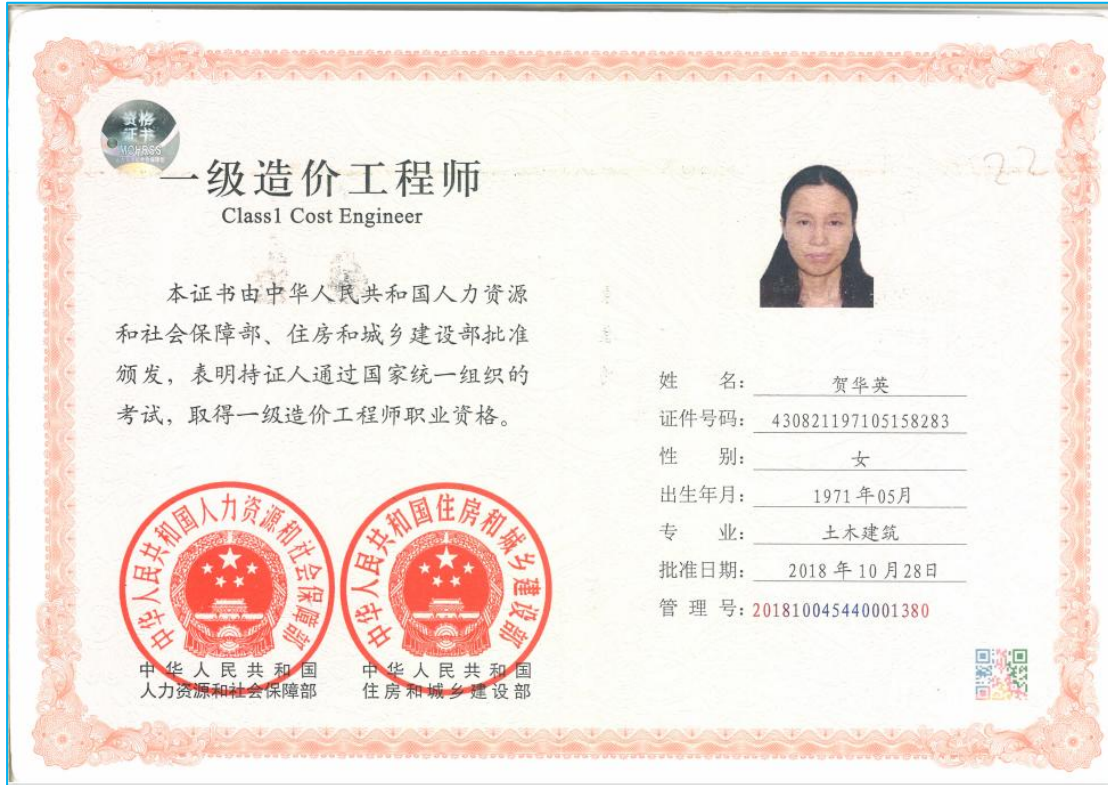 资格
证书
MOHRSS
一级造价工程师
Class1 Cost Engineer
本证书由中华人民共和国人力资源
和社会保障部、住房和城乡建设部批准
颁发，表明持证人通过国家统一组织的
考试，取得一级造价工程师职业资格。
中华人民共和国人力资源和社会保障部
中华人民共和国住房和城乡建设部
中华人民共和国
人力资源和社会保障部
中华人民共和国
住房和城乡建设部
22
姓 名： 贺华英
证件号码： 430821197105158283
性 别： 女
出生年月： 1971年05月
专 业： 土木建筑
批准日期： 2018年10月28日
管 理 号：201810045440001380